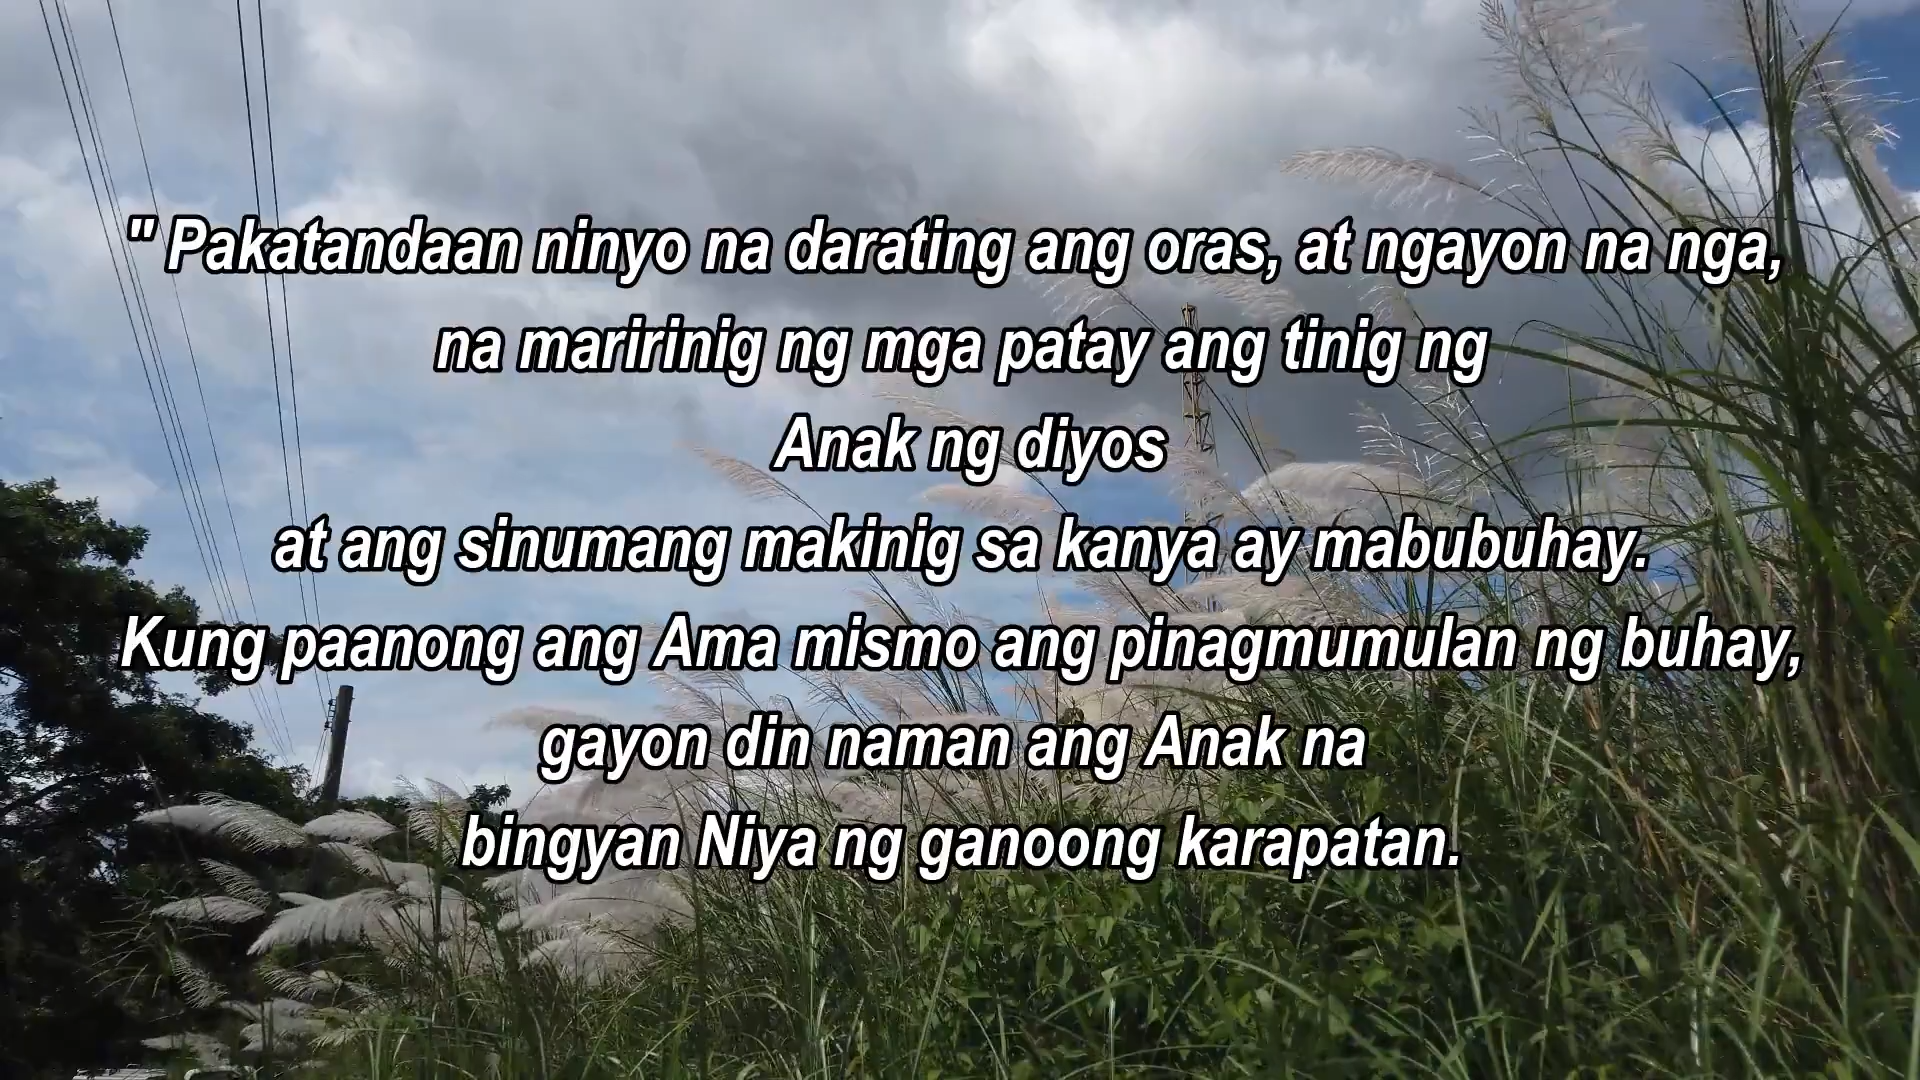 " Pakatandaan ninyo na darating ang oras, at ngayon na nga,
na maririnig ng mga patay ang tinig ng
Anak ng diyos
at ang sinumang makinig sa kanya ay mabubuhay.
Kung paanong ang Ama mismo ang pinagmumulan ng buhay,
gayon din naman ang Anak na
bingyan Niya ng ganoong karapatan.